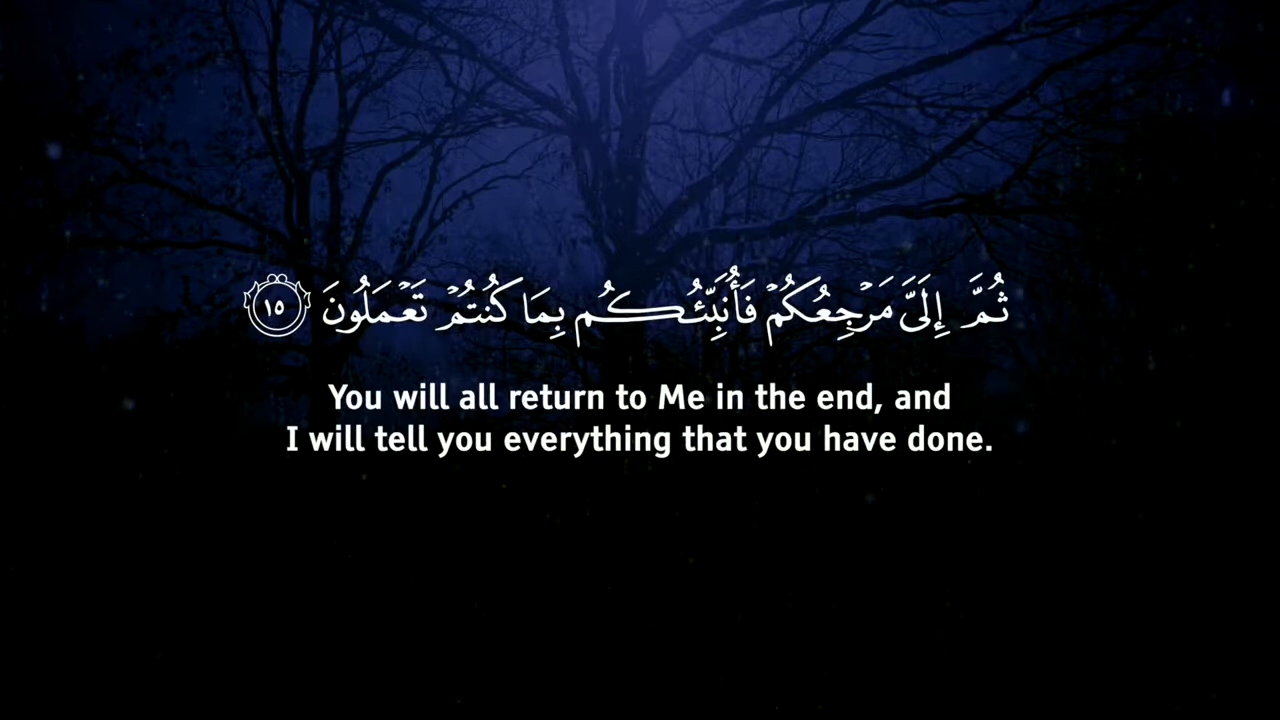 ثُمَّ إِلَىَّ مَرْجِعُكُمْ فَأُنَبِّئُكُم بِمَا كُنتُمْ تَعْمَلُونَ ١٥
You will all return to Me in the end, and
I will tell you everything that you have done.